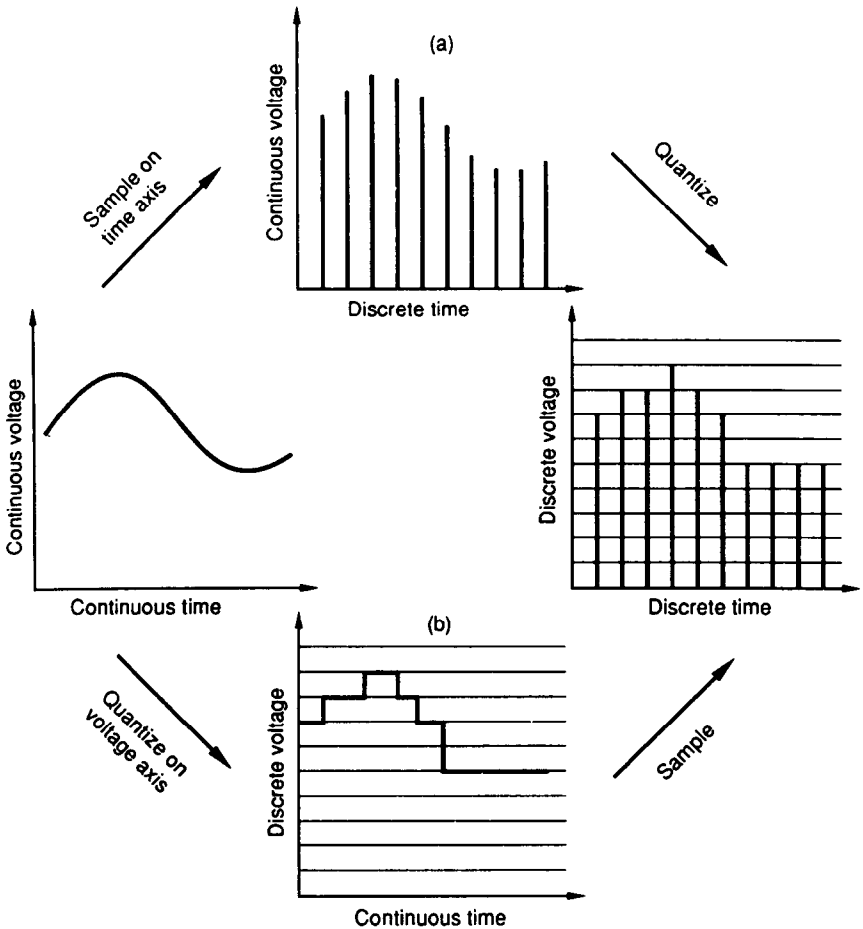 (a)
Continuous voltage
Discrete time
Sample on
time axis
Quantize
Continuous voltage
Continuous time
Discrete voltage
Discrete time
(b)
Quantize on
voltage axis
Discrete voltage
Continuous time
Sample